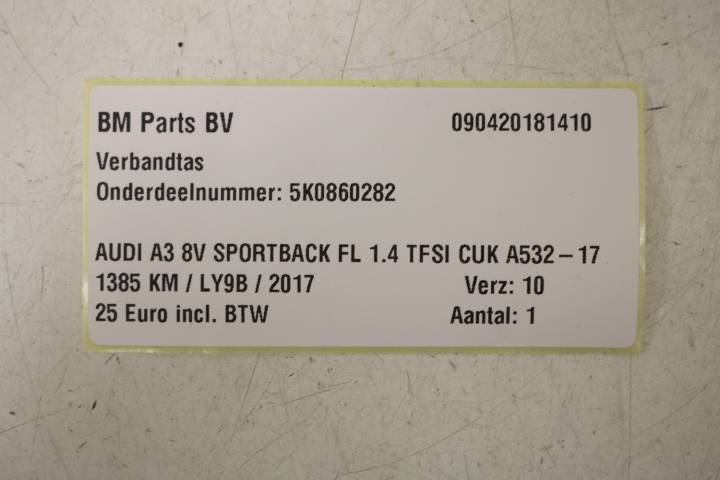 BM Parts BV 090420181410
Verbandtas
Onderdeelnummer: 5K0860282
AUDI A3 8V SPORTBACK FL 1.4 TFSI CUK A532 – 17
1385 KM / LY9B / 2017 Verz: 10
25 Euro incl. BTW Aantal: 1